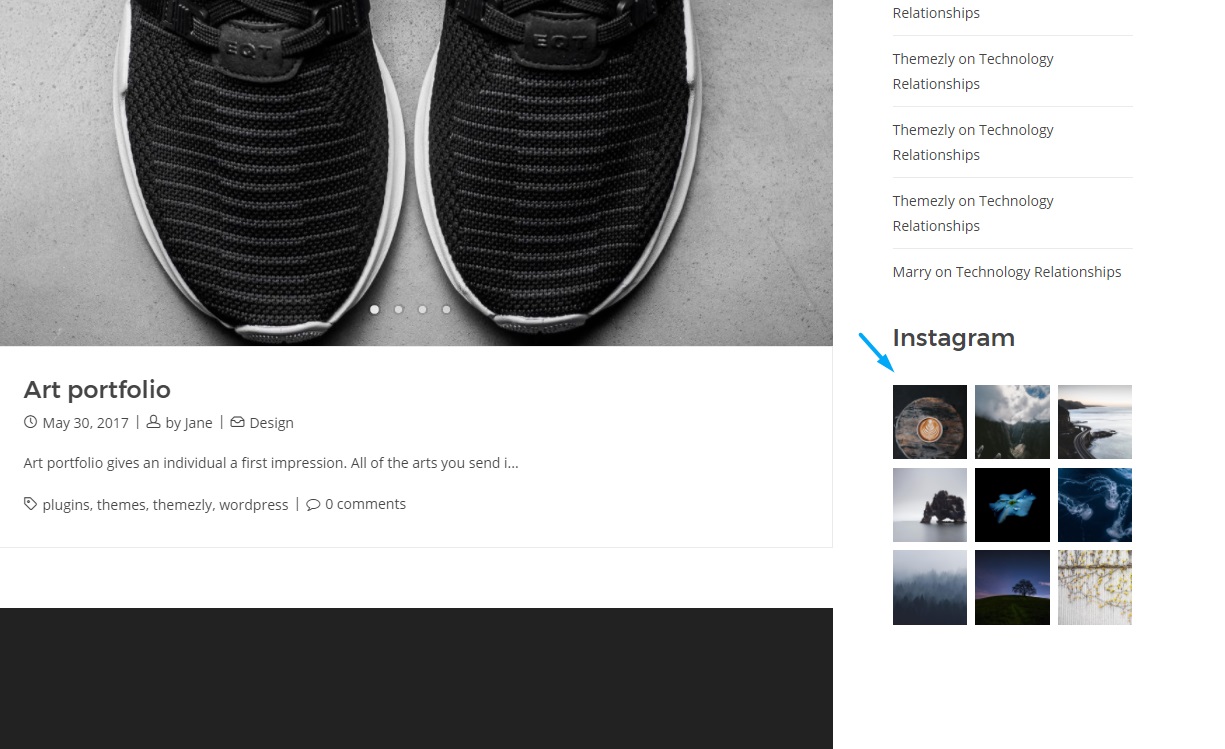 EQT
EQT
Art portfolio
May 30, 2017 | by Jane | Design
Art portfolio gives an individual a first impression. All of the arts you send i...
plugins, themes, themezly, wordpress | 0 comments
Relationships
Themezly on Technology
Relationships
Themezly on Technology
Relationships
Themezly on Technology
Relationships
Marry on Technology Relationships
Instagram